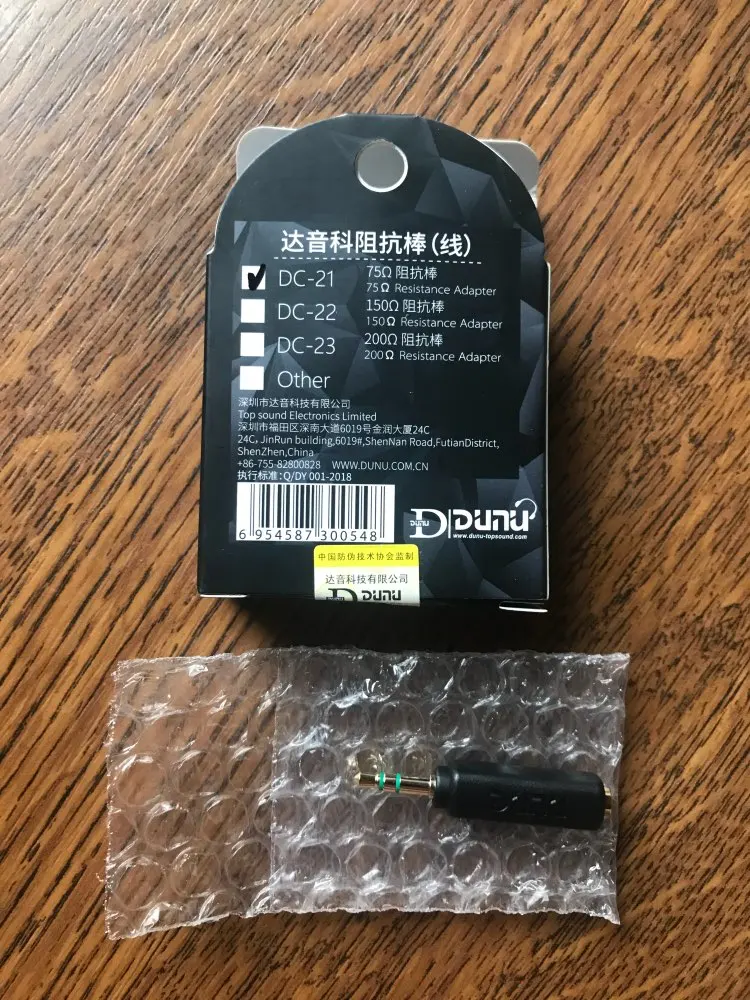 达音科阻抗棒(线)
DC-21 75Ω 阻抗棒
75Ω Resistance Adapter
DC-22 150Ω 阻抗棒
150Ω Resistance Adapter
DC-23 200Ω 阻抗棒
200Ω Resistance Adapter
Other
深圳市达音科技有限公司
Top sound Electronics Limited
深圳市福田区深南大道6019号金润大厦24C
24C, JinRun building,6019#,ShenNan Road,FutianDistrict,
ShenZhen,China
+86-755-82800828 WWW.DUNU.COM.CN
执行标准:Q/DY 001-2018
6 954587 300548
DUNU
DUNU
www.dunu-topsound.com
中国防伪技术协会监制
达音科技有限公司
DUNU
DUNU